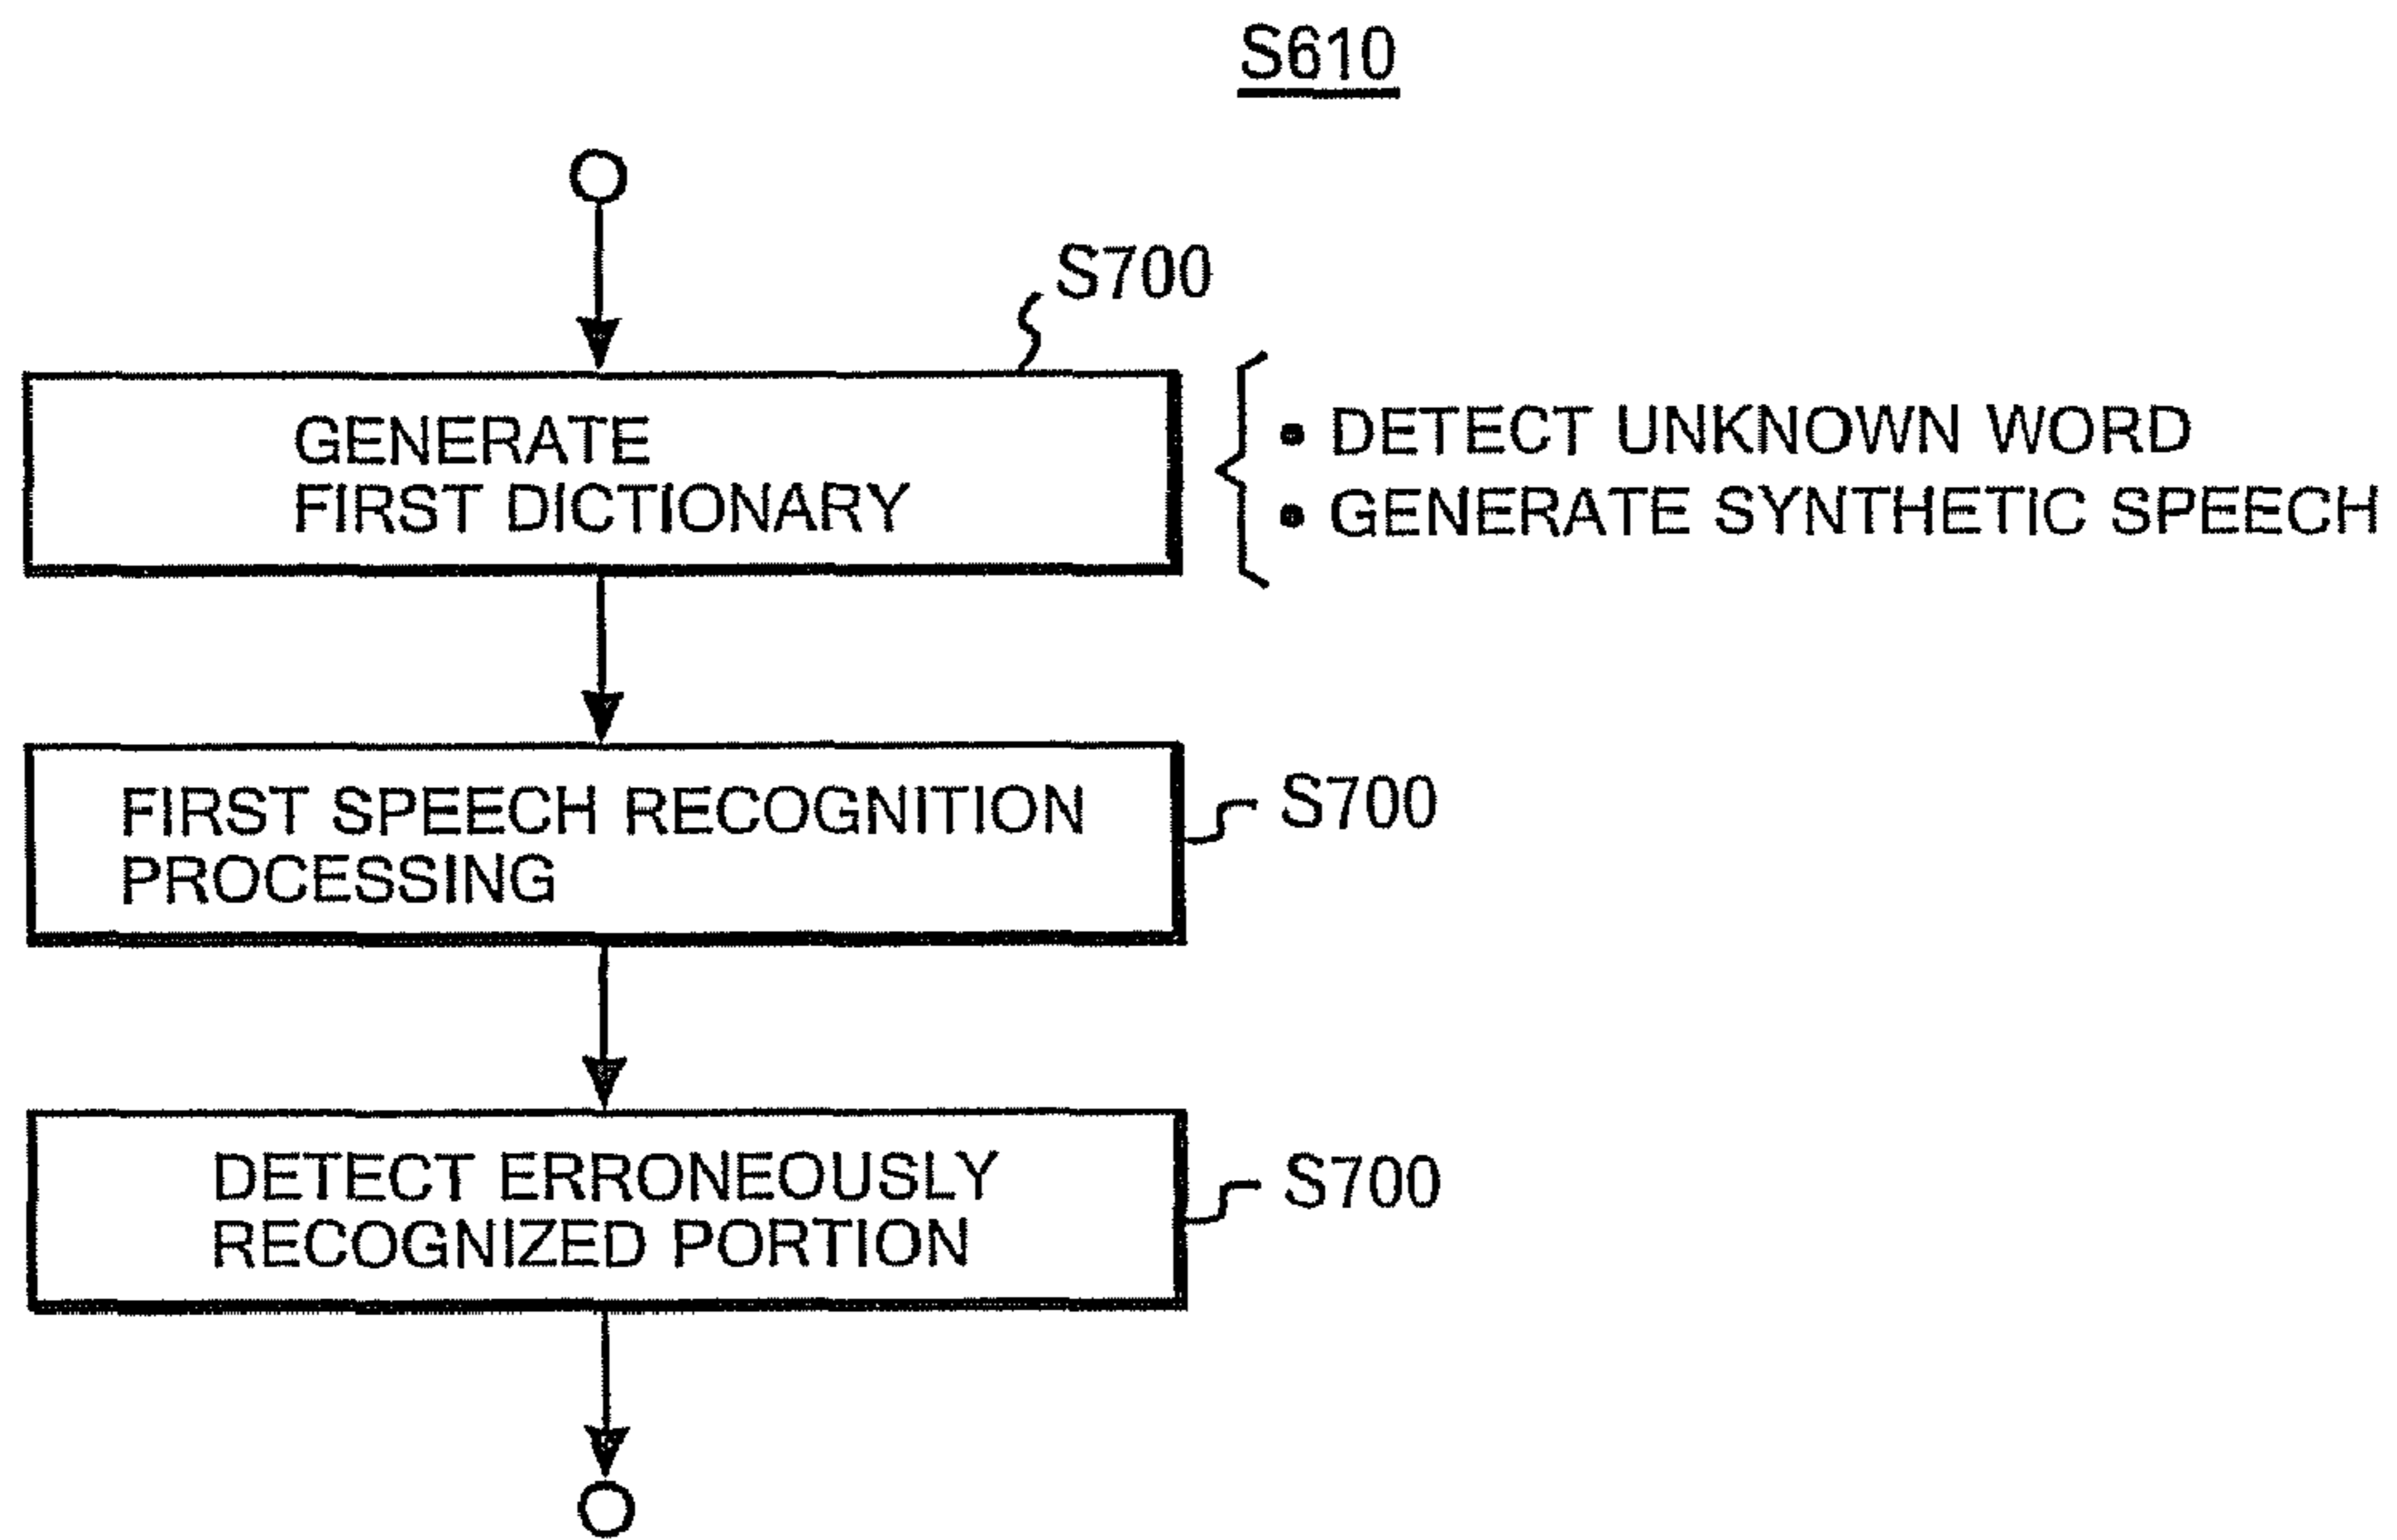 S610
S700
GENERATE
FIRST DICTIONARY
• DETECT UNKNOWN WORD
• GENERATE SYNTHETIC SPEECH
FIRST SPEECH RECOGNITION
PROCESSING
S700
DETECT ERRONEOUSLY
RECOGNIZED PORTION
S700